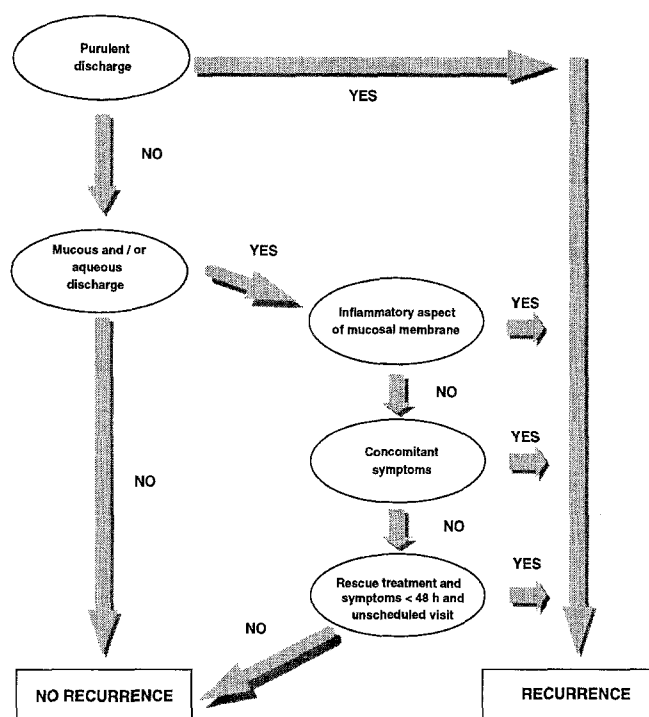 Purulent
discharge
YES
NO
Mucous and / or
aqueous
discharge
YES
Inflammatory aspect
of mucosal membrane
YES
NO
Concomitant
symptoms
YES
NO
NO
Rescue treatment and
symptoms < 48 h and
unscheduled visit
YES
NO
NO RECURRENCE
RECURRENCE